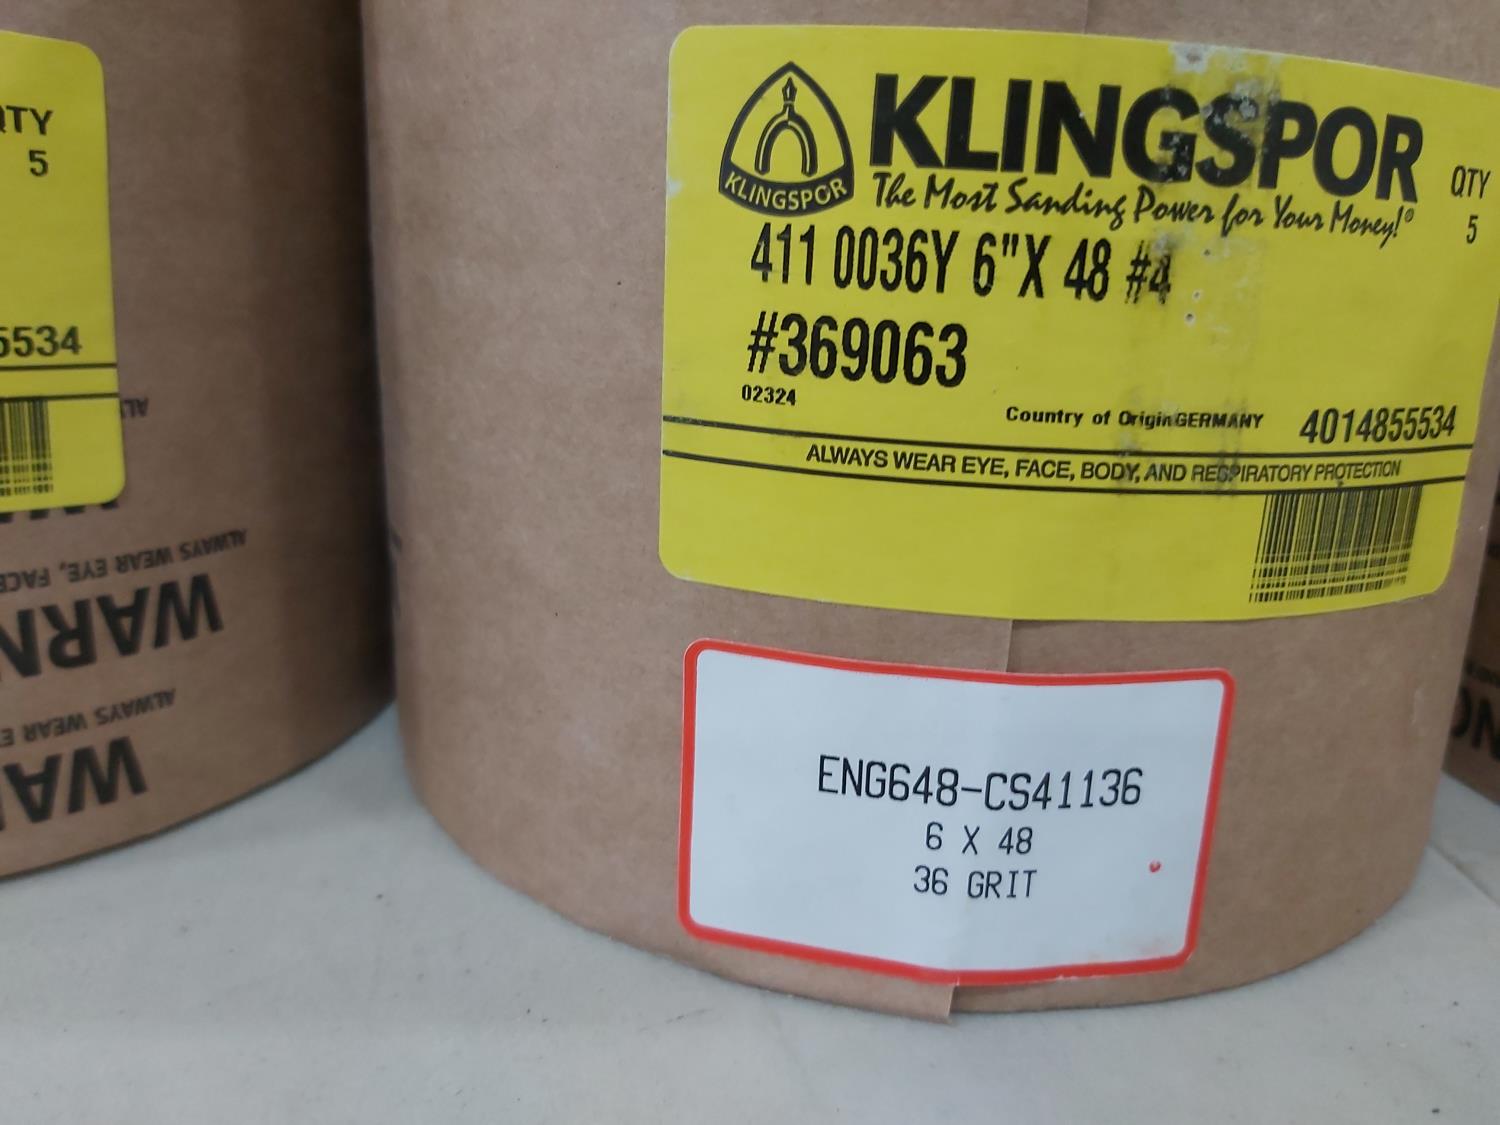 QTY
5
5534
ALWAYS WEAR EYE, FACE
WARN
ALWAYS WEAR E
WA
KLINGSPOR
KLINGSPOR
The Most Sanding Power for Your Money!®
QTY
5
411 0036Y 6"X 48 #4
#369063
02324
Country of OriginGERMANY
4014855534
ALWAYS WEAR EYE, FACE, BODY, AND RESPIRATORY PROTECTION
ENG648-CS41136
6 X 48
36 GRIT